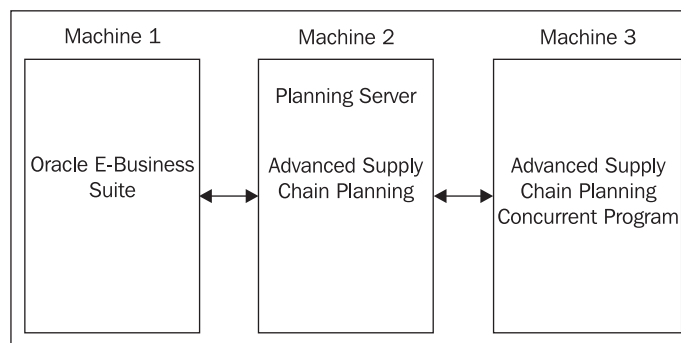 Machine 1
Machine 2
Machine 3
Oracle E-Business
Suite
Planning Server
Advanced Supply
Chain Planning
Advanced Supply
Chain Planning
Concurrent Program